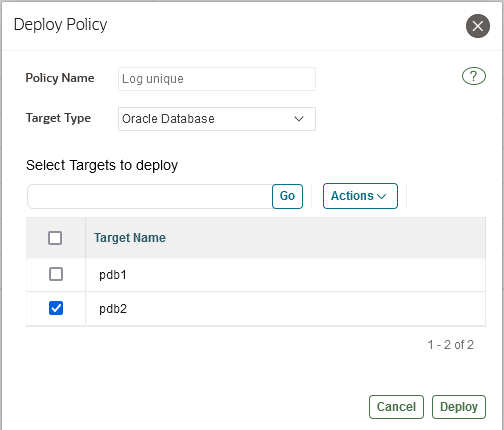 Deploy Policy
Policy Name Log unique ?
Target Type Oracle Database
Select Targets to deploy
Go Actions
Target Name
pdb1
pdb2
1 - 2 of 2
Cancel Deploy